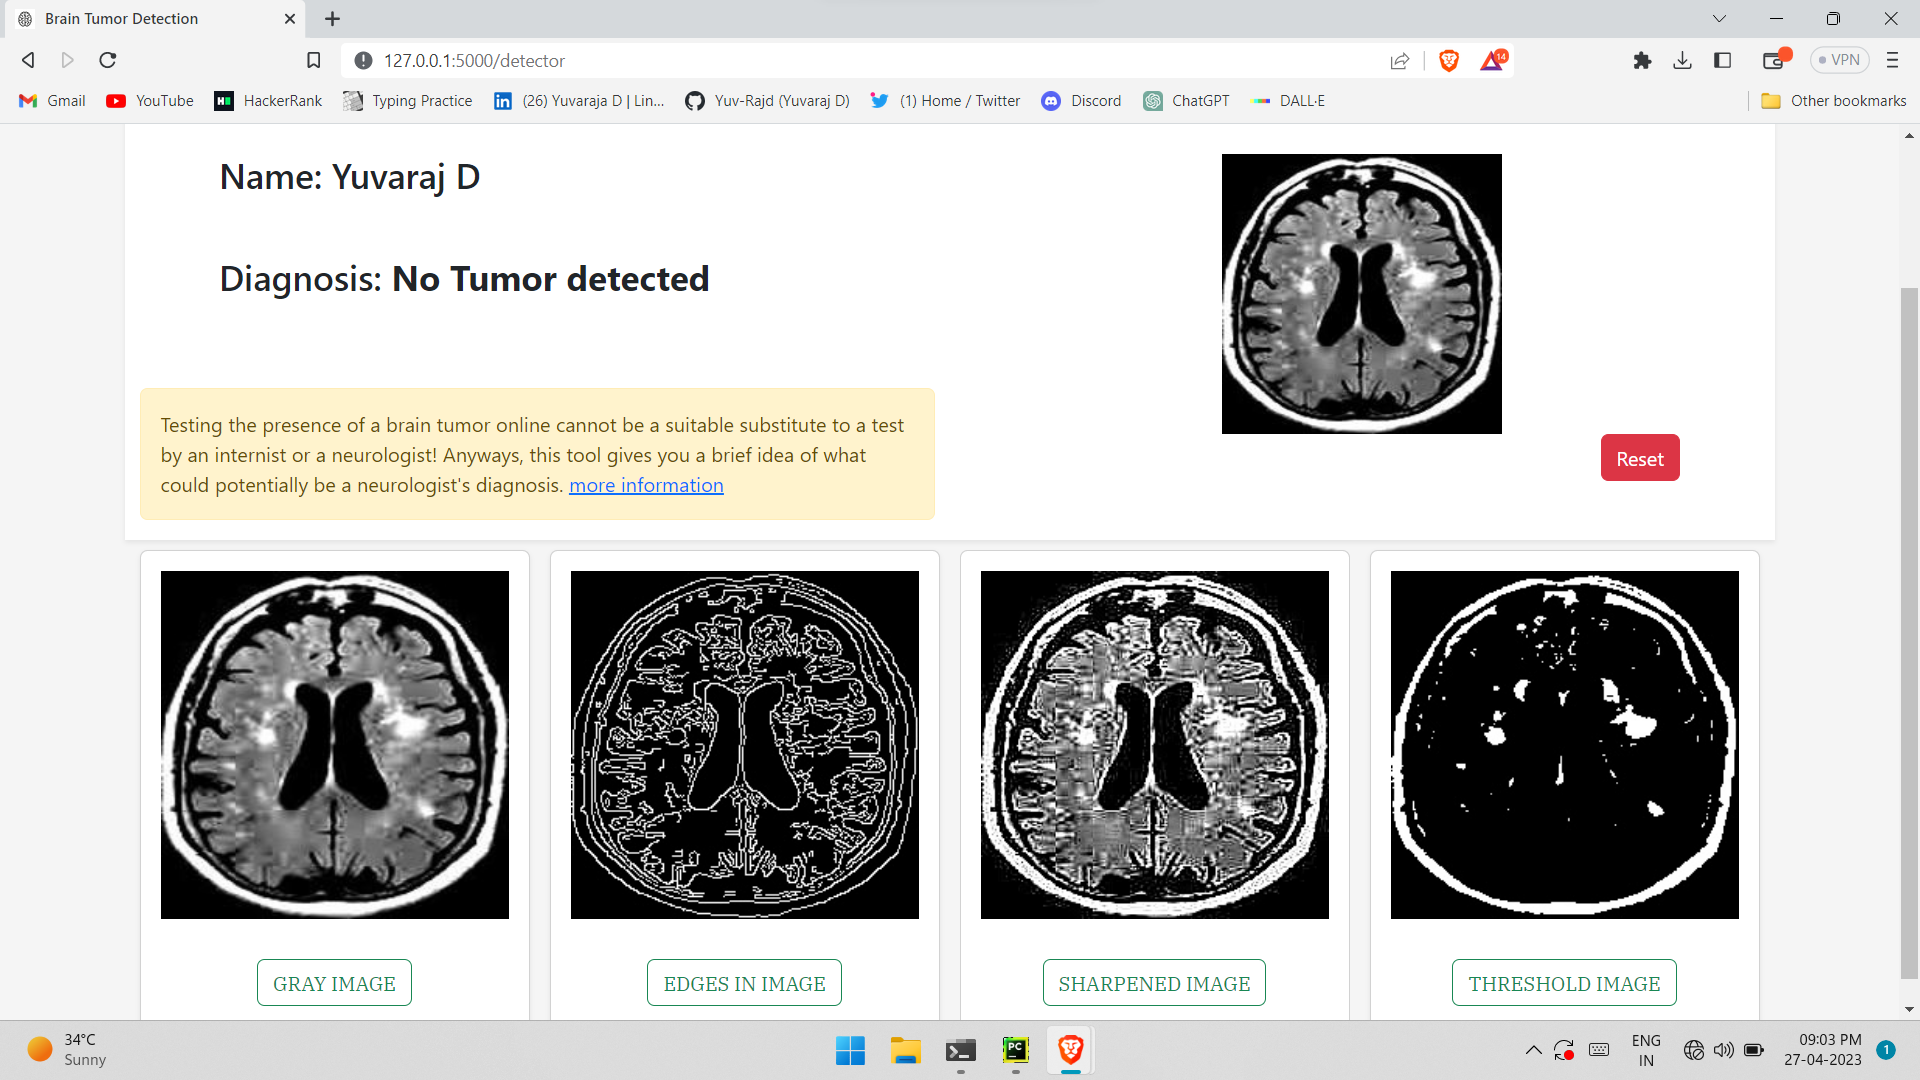 Brain Tumor Detection
127.0.0.1:5000/detector
14
VPN
Gmail
YouTube
HackerRank
Typing Practice
(26) Yuvaraja D | Lin...
Yuv-Rajd (Yuvaraj D)
(1) Home / Twitter
Discord
ChatGPT
DALL·E
Other bookmarks
Name: Yuvaraj D
Diagnosis: No Tumor detected
Testing the presence of a brain tumor online cannot be a suitable substitute to a test
by an internist or a neurologist! Anyways, this tool gives you a brief idea of what
could potentially be a neurologist's diagnosis. more information
Reset
GRAY IMAGE
EDGES IN IMAGE
SHARPENED IMAGE
THRESHOLD IMAGE
34°C
Sunny
PC
ENG
IN
09:03 PM
27-04-2023
1